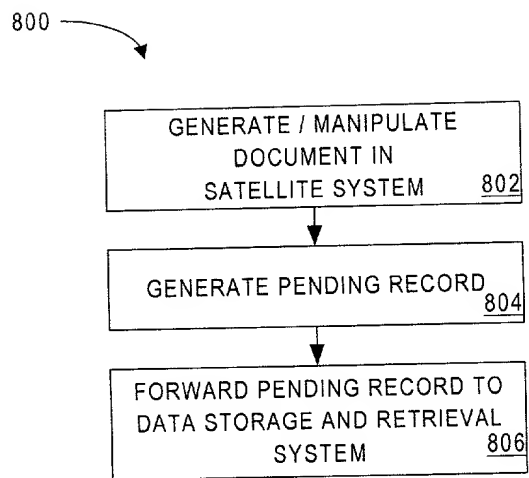 800
GENERATE / MANIPULATE
DOCUMENT IN
SATELLITE SYSTEM 802
GENERATE PENDING RECORD
804
FORWARD PENDING RECORD TO
DATA STORAGE AND RETRIEVAL
SYSTEM 806